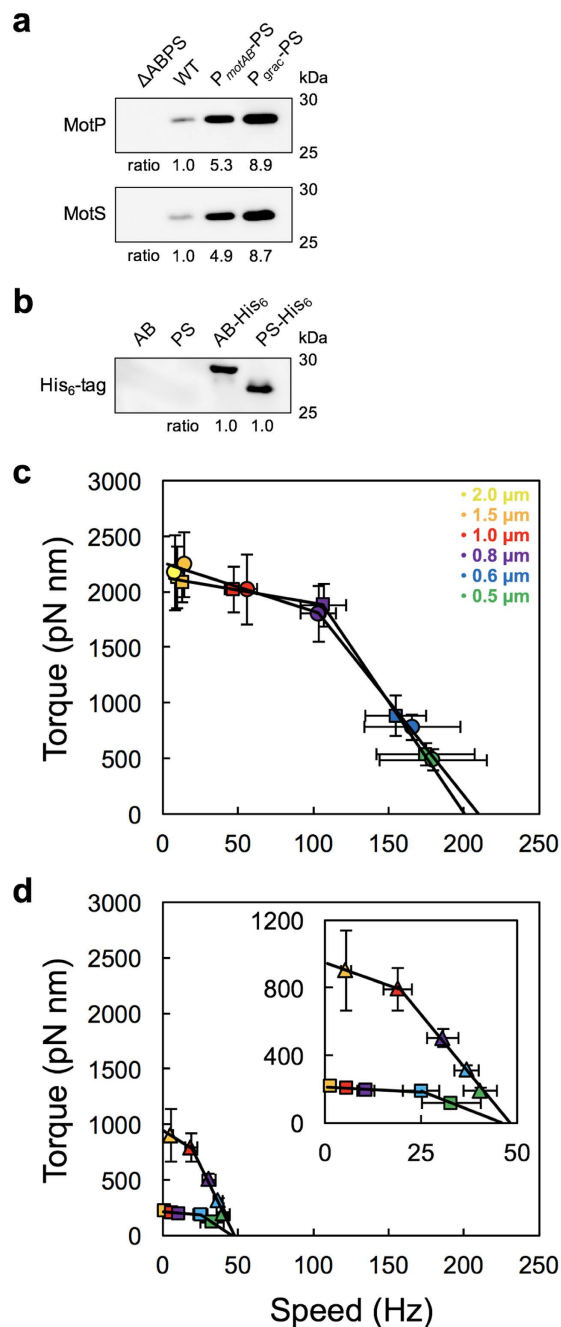 a
ΔABPS WT PmotAB-PS Pgrac-PS
kDa
30
MotP
25
ratio 1.0 5.3 8.9
30
MotS
25
ratio 1.0 4.9 8.7
b
AB PS AB-His6 PS-His6
kDa
30
His6-tag
25
ratio 1.0 1.0
c
3000
2500
2000
1500
1000
500
0
Torque (pN nm)
• 2.0 µm
• 1.5 µm
• 1.0 µm
• 0.8 µm
• 0.6 µm
• 0.5 µm
0 50 100 150 200 250
d
3000
2500
2000
1500
1000
500
0
Torque (pN nm)
1200
800
400
0
0 25 50
0 50 100 150 200 250
Speed (Hz)